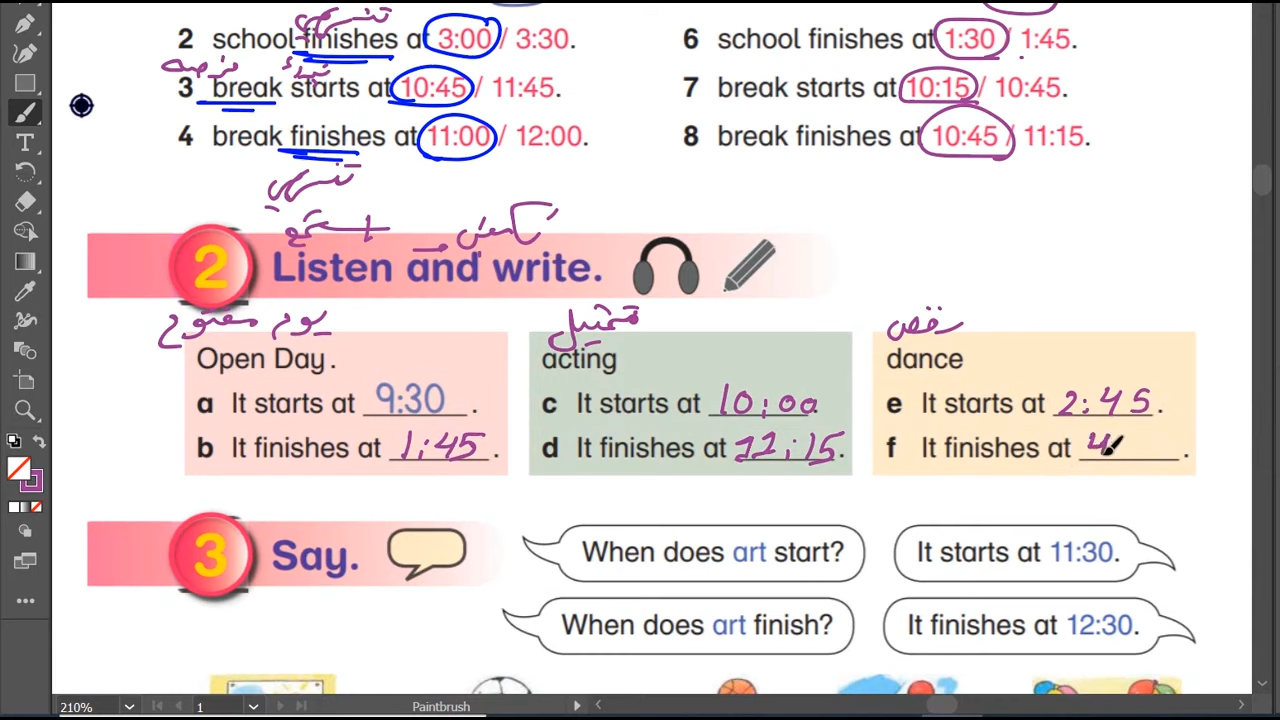 تنتهي
2 school finishes at 3:00 / 3:30.
6 school finishes at 1:30 / 1:45.
فرصه تبدء
3 break starts at 10:45 / 11:45.
7 break starts at 10:15 / 10:45.
4 break finishes at 11:00 / 12:00.
8 break finishes at 10:45 / 11:15.
تنتهي
استمع
2 Listen and write.
يوم مفتوح
Open Day.
a It starts at 9:30.
b It finishes at 1:45.
تمثيل
acting
c It starts at 10:00.
d It finishes at 12:15.
رقص
dance
e It starts at 2:45.
f It finishes at 4.
3 Say.
When does art start?
It starts at 11:30.
When does art finish?
It finishes at 12:30.
210%
1
Paintbrush